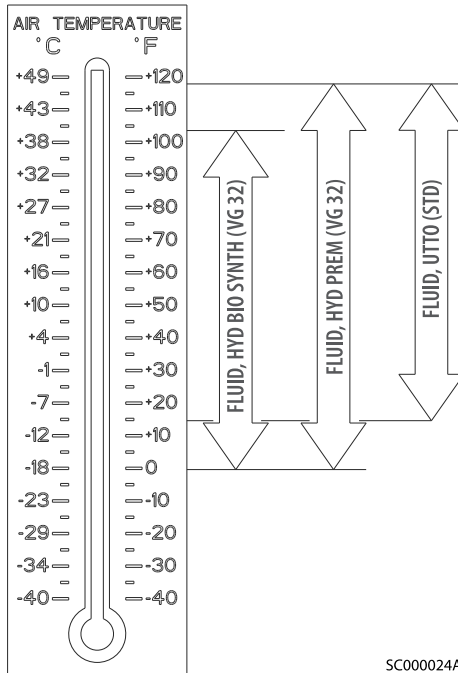 AIR TEMPERATURE
°C °F
+49 +120
+43 +110
+38 +100
+32 +90
+27 +80
+21 +70
+16 +60
+10 +50
+4 +40
-1 +30
-7 +20
-12 +10
-18 0
-23 -10
-29 -20
-34 -30
-40 -40
FLUID, HYD BIO SYNTH (VG 32)
FLUID, HYD PREM (VG 32)
FLUID, UTTO (STD)
SC000024A